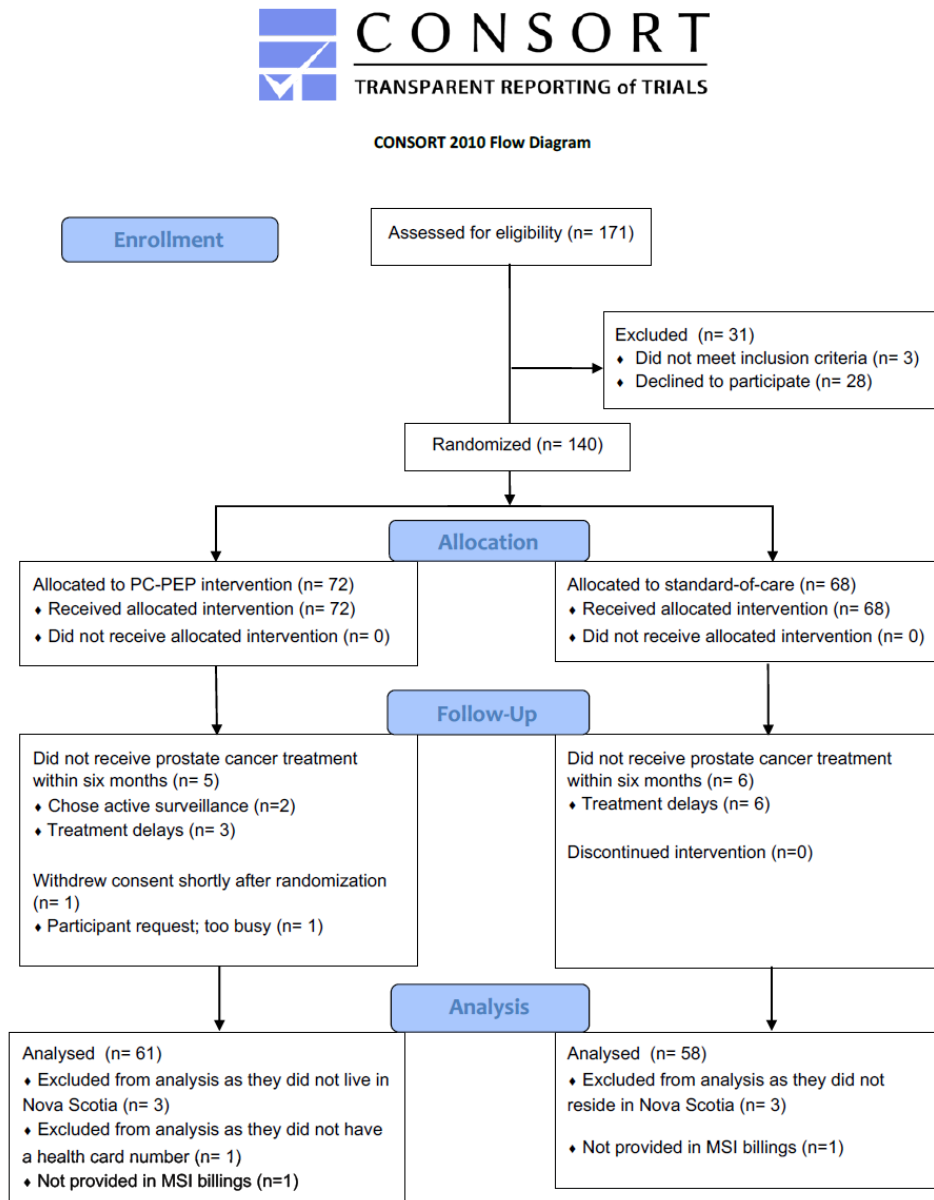 CONSORT
TRANSPARENT REPORTING of TRIALS
CONSORT 2010 Flow Diagram
Enrollment
Assessed for eligibility (n= 171)
Excluded (n= 31)
♦ Did not meet inclusion criteria (n= 3)
♦ Declined to participate (n= 28)
Randomized (n= 140)
Allocation
Allocated to PC-PEP intervention (n= 72)
♦ Received allocated intervention (n= 72)
♦ Did not receive allocated intervention (n= 0)
Allocated to standard-of-care (n= 68)
♦ Received allocated intervention (n= 68)
♦ Did not receive allocated intervention (n= 0)
Follow-Up
Did not receive prostate cancer treatment
within six months (n= 5)
♦ Chose active surveillance (n=2)
♦ Treatment delays (n= 3)
Withdrew consent shortly after randomization
(n= 1)
♦ Participant request; too busy (n= 1)
Did not receive prostate cancer treatment
within six months (n= 6)
♦ Treatment delays (n= 6)
Discontinued intervention (n=0)
Analysis
Analysed (n= 61)
♦ Excluded from analysis as they did not live in
Nova Scotia (n= 3)
♦ Excluded from analysis as they did not have
a health card number (n= 1)
♦ Not provided in MSI billings (n=1)
Analysed (n= 58)
♦ Excluded from analysis as they did not
reside in Nova Scotia (n= 3)
♦ Not provided in MSI billings (n=1)